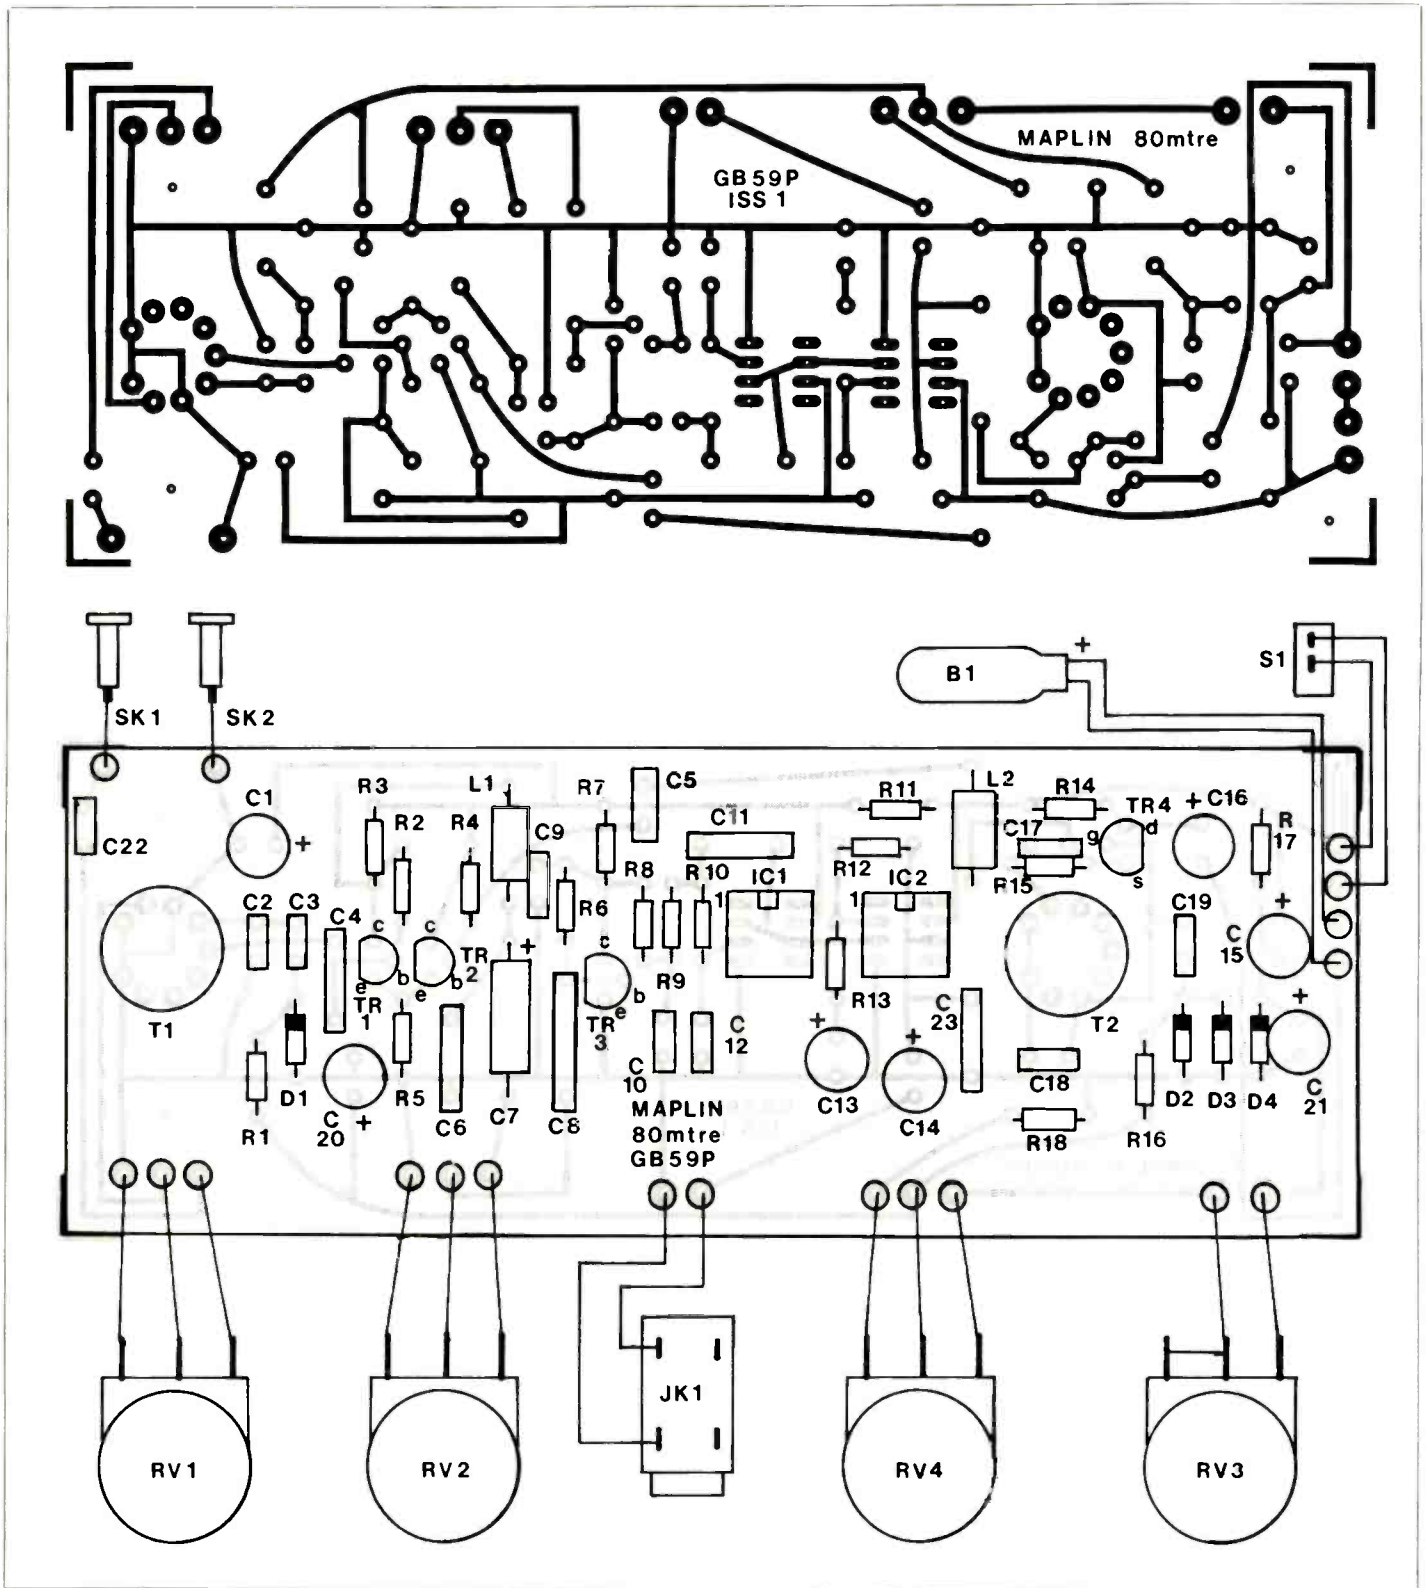 MAPLIN 80mtre
GB59P
ISS 1
B1
+
S1
SK1
SK2
R3
L1
R7
C5
R11
L2
R14
TR4
+
C16
C1
R2
R4
C9
C11
C17
g
d
R
17
C22
+
R12
R15
s
R8
R10
IC1
1
IC2
1
C2
C3
C4
c
c
R6
+
c
R9
C19
+
C
15
e
b
e
b
TR
2
b
e
R13
C
23
TR
1
T1
TR
3
T2
+
+
+
C
10
C
12
D1
C
20
+
R5
C6
C7
C8
C13
C14
C18
R18
R16
D2
D3
D4
C
21
R1
MAPLIN
80mtre
GB59P
JK1
RV1
RV2
RV4
RV3